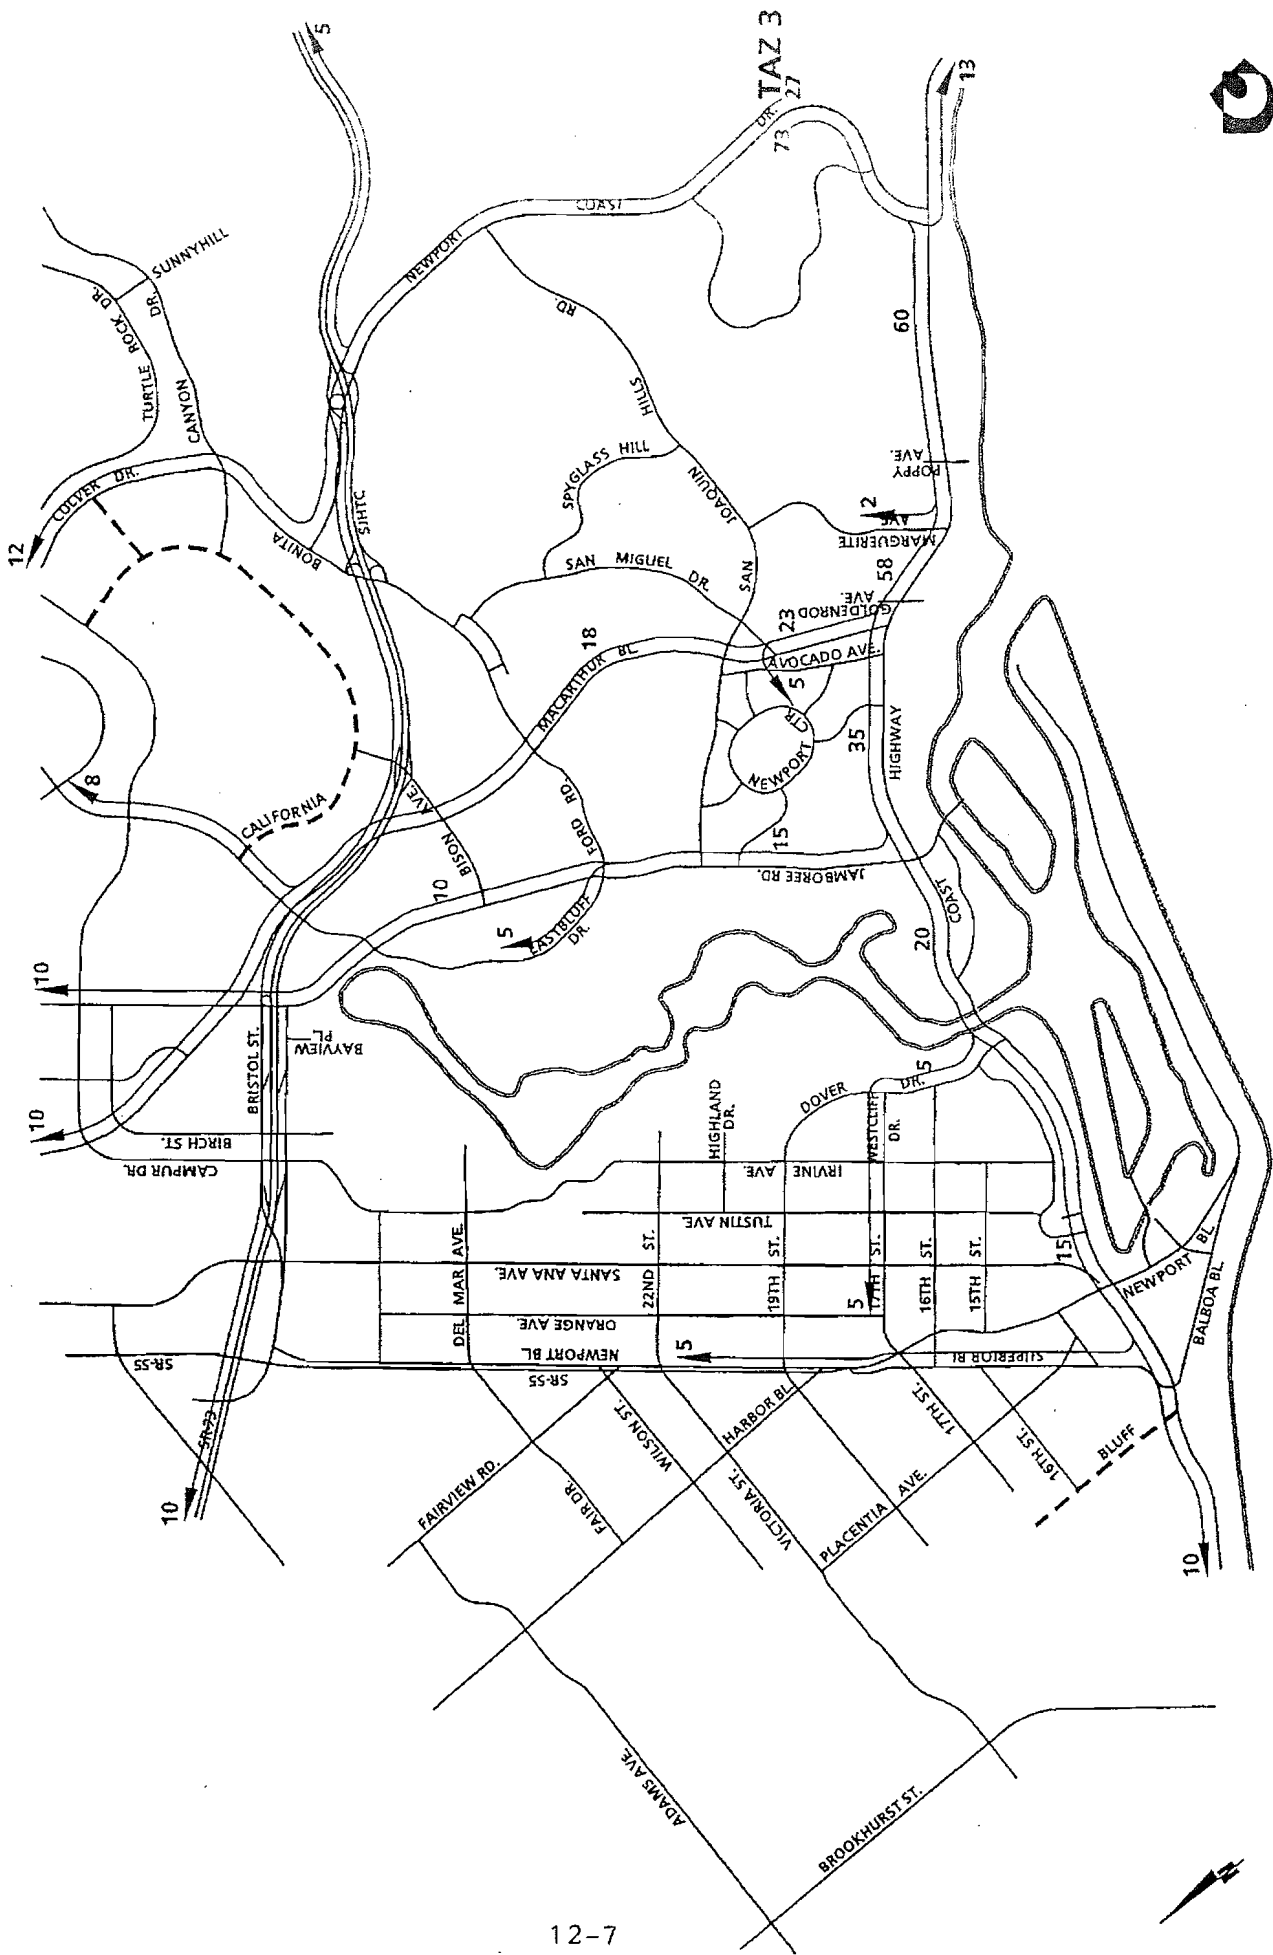 5
TAZ 3
27
DR.
73
13
SUNNYHILL
TURTLE ROCK DR.
CANYON
DR.
NEWPORT
COAST
RD.
HILLS
JOAQUIN
SAN
60
12
CULVER DR.
BONITA
SJHTC
SPYGLASS HILL
SAN MIGUEL
DR.
POPPY
AVE.
2
MARGUERITE
AVE
58
GOLDENROD
AVE.
23
18
MACARTHUR BL.
AVOCADO AVE.
5
NEWPORT CTR
35
HIGHWAY
8
CALIFORNIA
BISON
AVE.
FORD RD.
10
15
JAMBOREE RD.
EASTBLUFF
DR.
5
20
COAST
10
10
BRISTOL ST.
BAYVIEW
PL
BIRCH ST.
CAMPUR DR.
HIGHLAND
DR.
DOVER
DR.
5
WESTCLIFF
DR.
IRVINE AVE.
TUSTIN AVE.
DEL MAR AVE.
SANTA ANA AVE.
22ND ST.
19TH ST.
17TH ST.
16TH ST.
15TH ST.
15
5
ORANGE AVE.
NEWPORT BL
SR-55
SR-55
5
SUPERIOR BL
NEWPORT BL.
BALBOA BL.
SR-73
10
FAIRVIEW RD.
FAIR DR.
WILSON ST.
HARBOR BL.
VICTORIA ST.
PLACENTIA AVE.
17TH ST.
16TH ST.
BLUFF
10
ADAMS AVE.
BROOKHURST ST.
N
12-7